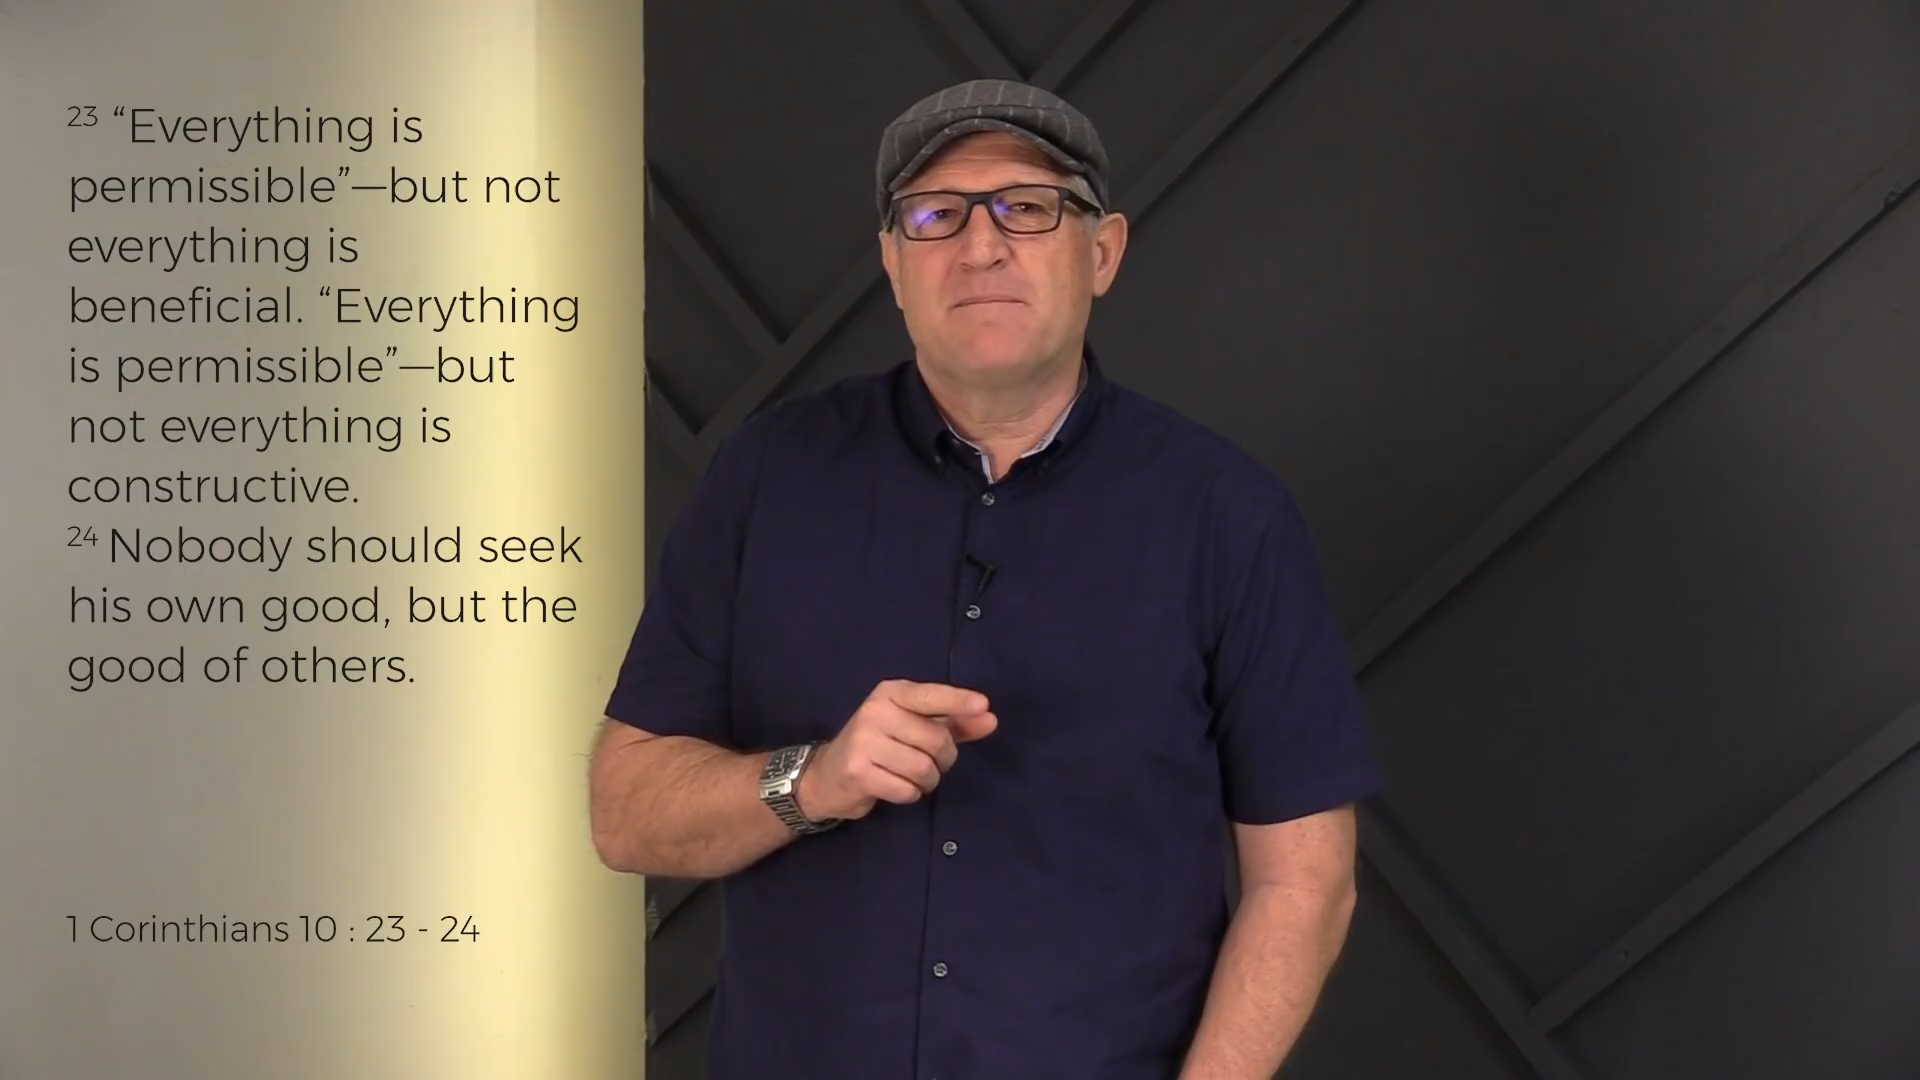 23 “Everything is
permissible”—but not
everything is
beneficial. “Everything
is permissible”—but
not everything is
constructive.
24 Nobody should seek
his own good, but the
good of others.
1 Corinthians 10 : 23 - 24